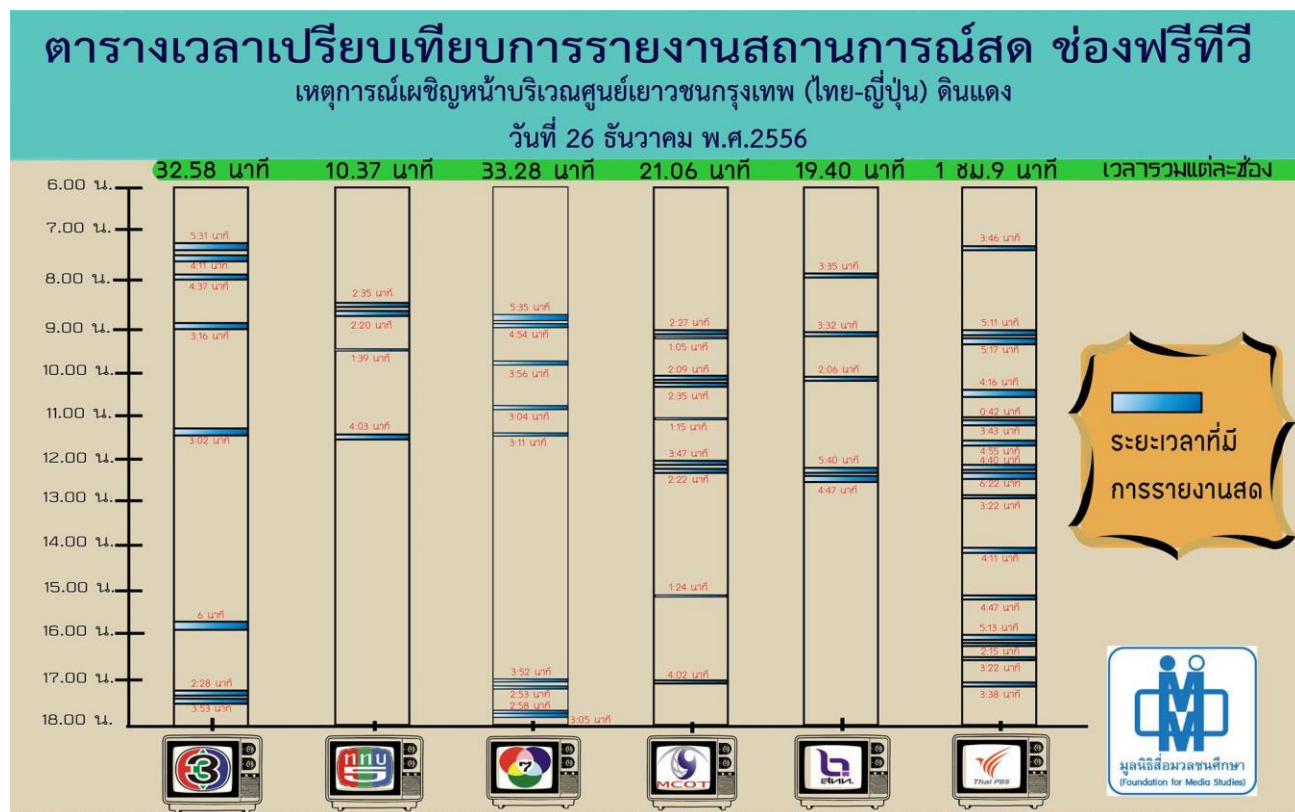 ตารางเวลาเปรียบเทียบการรายงานสถานการณ์สด ช่องฟรีทีวี
เหตุการณ์เผชิญหน้าบริเวณศูนย์เยาวชนกรุงเทพ (ไทย-ญี่ปุ่น) ดินแดง
วันที่ 26 ธันวาคม พ.ศ.2556
32.58 นาที 10.37 นาที 33.28 นาที 21.06 นาที 19.40 นาที 1 ชม.9 นาที เวลารวมแต่ละช่อง
6.00 น.
7.00 น.
8.00 น.
9.00 น.
10.00 น.
11.00 น.
12.00 น.
13.00 น.
14.00 น.
15.00 น.
16.00 น.
17.00 น.
18.00 น.
5:31 นาที
4:11 นาที
4:37 นาที
3:16 นาที
3:02 นาที
6 นาที
2:28 นาที
3:53 นาที
2:35 นาที
2:20 นาที
1:39 นาที
4:03 นาที
5:35 นาที
4:54 นาที
3:56 นาที
3:04 นาที
3:11 นาที
3:52 นาที
2:53 นาที
2:58 นาที
3:05 นาที
2:27 นาที
1:05 นาที
2:09 นาที
2:35 นาที
1:15 นาที
3:47 นาที
2:22 นาที
1:24 นาที
4:02 นาที
3:35 นาที
3:32 นาที
2:06 นาที
5:40 นาที
4:47 นาที
3:46 นาที
5:11 นาที
5:17 นาที
4:16 นาที
0:42 นาที
3:43 นาที
4:55 นาที
4:40 นาที
6:22 นาที
3:22 นาที
4:11 นาที
4:47 นาที
5:13 นาที
2:15 นาที
3:22 นาที
3:38 นาที
ระยะเวลาที่มี
การรายงานสด
3
ททบ
7
MCOT
สทท.
Thai PBS
มูลนิธิสื่อมวลชนศึกษา
(Foundation for Media Studies)